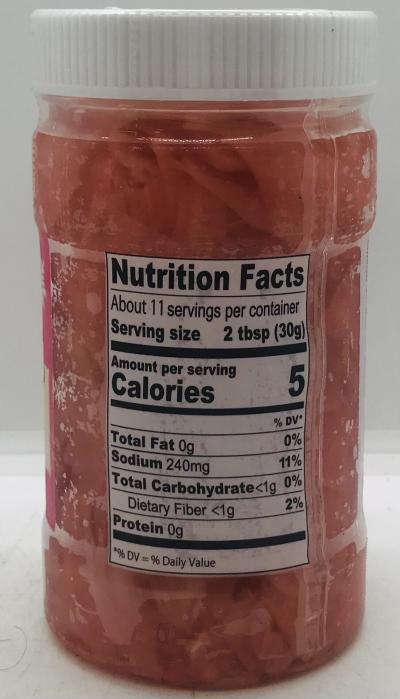 Nutrition Facts
About 11 servings per container
Serving size 2 tbsp (30g)
Amount per serving
Calories 5
% DV*
Total Fat 0g 0%
Sodium 240mg 11%
Total Carbohydrate <1g 0%
Dietary Fiber <1g 2%
Protein 0g
*% DV = % Daily Value